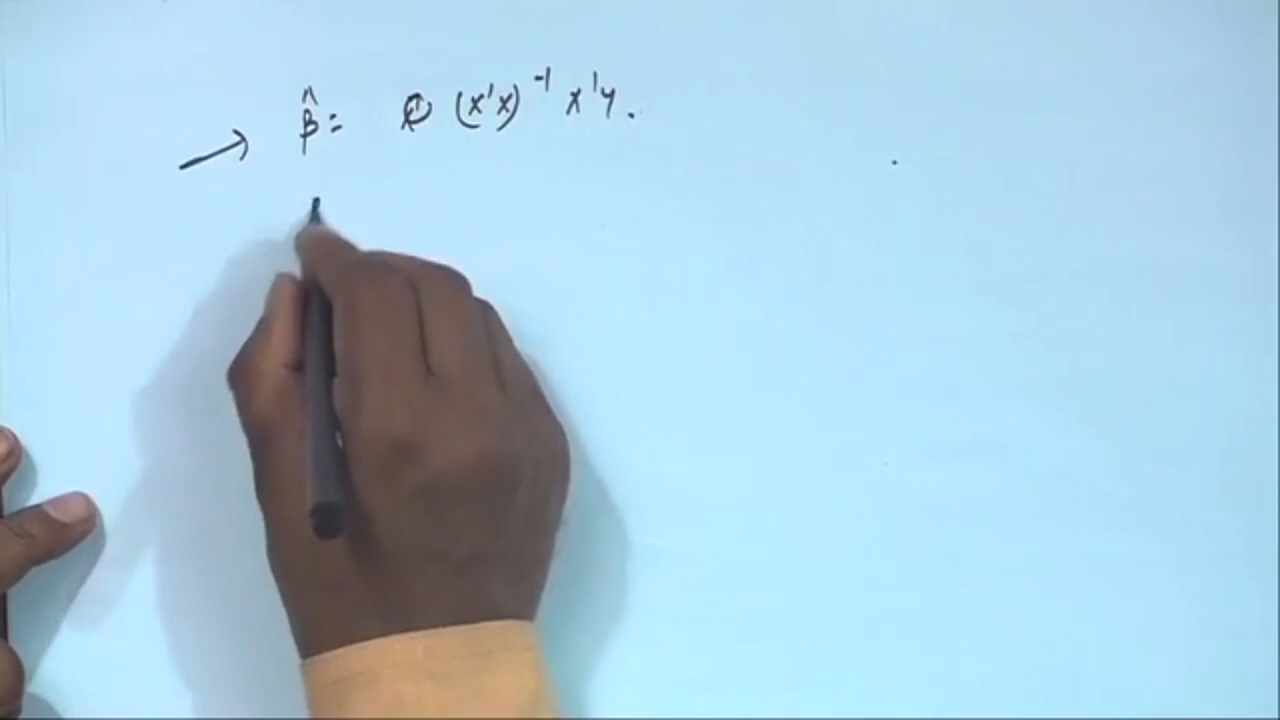 → β̂ = (x'x)⁻¹ x'y.